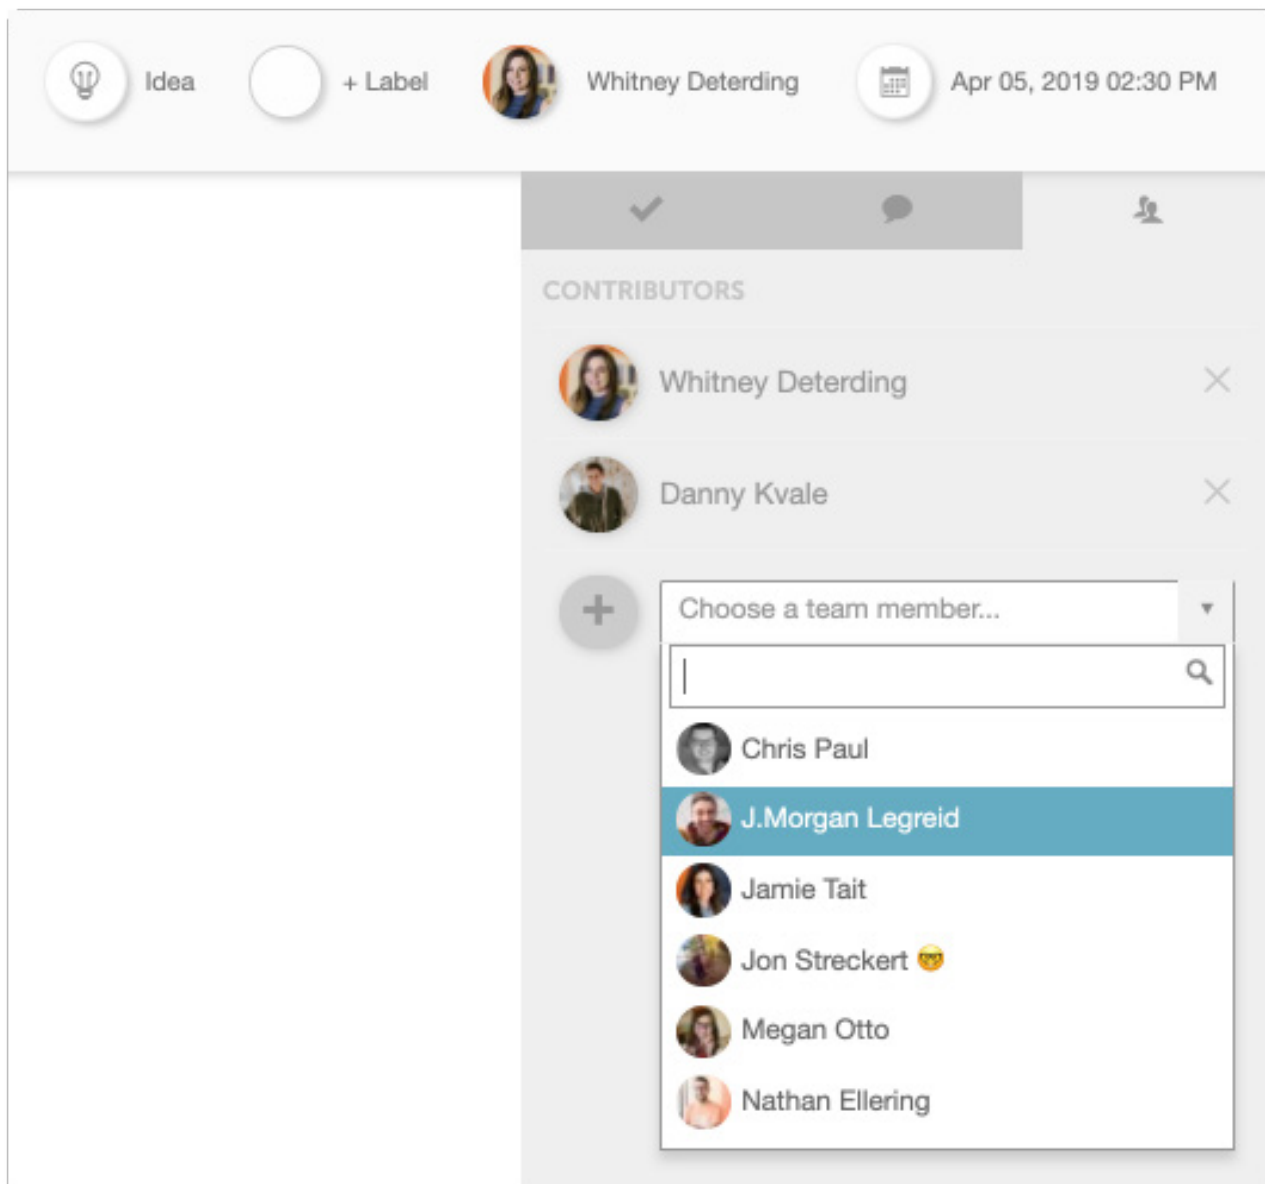 Idea + Label Whitney Deterding Apr 05, 2019 02:30 PM
CONTRIBUTORS
Whitney Deterding
Danny Kvale
Choose a team member...
Chris Paul
J.Morgan Legreid
Jamie Tait
Jon Streckert 🤓
Megan Otto
Nathan Ellering